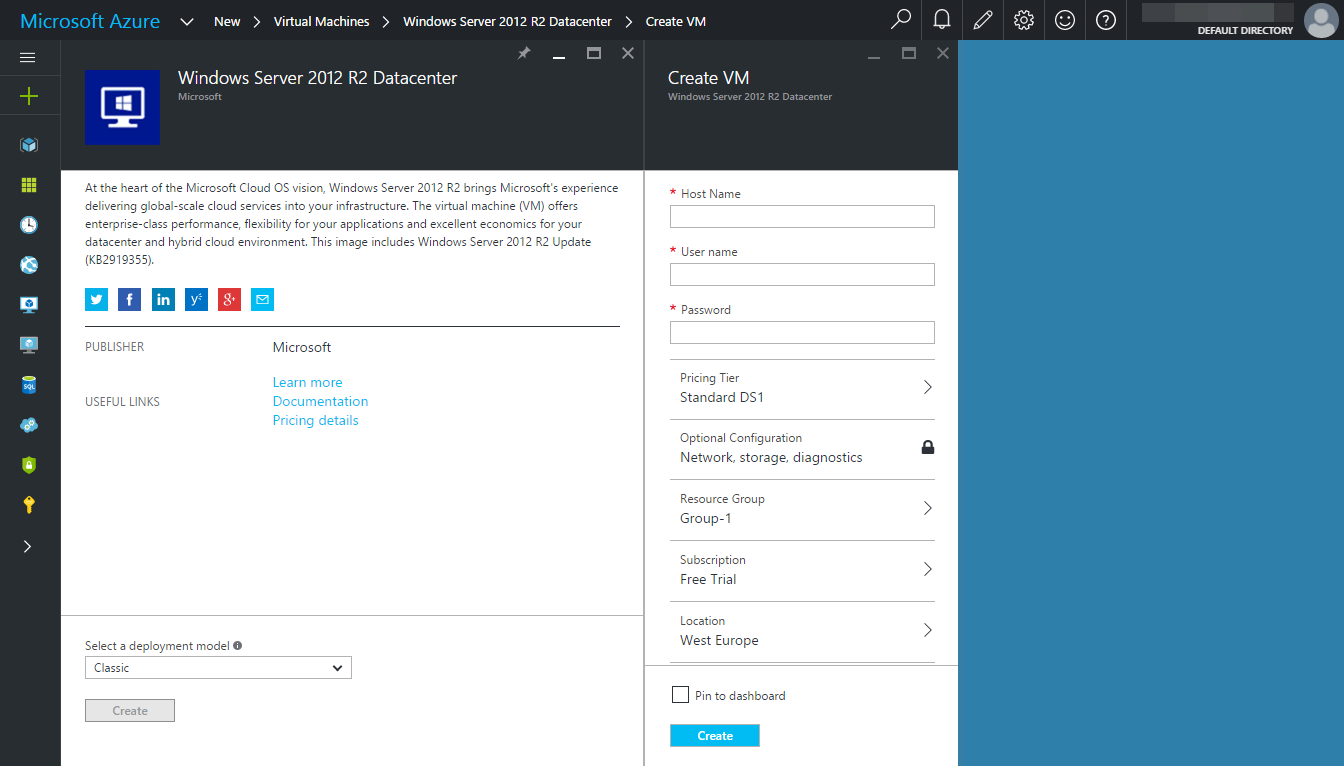 Microsoft Azure
New
Virtual Machines
Windows Server 2012 R2 Datacenter
Create VM
DEFAULT DIRECTORY
Windows Server 2012 R2 Datacenter
Microsoft
At the heart of the Microsoft Cloud OS vision, Windows Server 2012 R2 brings Microsoft's experience
delivering global-scale cloud services into your infrastructure. The virtual machine (VM) offers
enterprise-class performance, flexibility for your applications and excellent economics for your
datacenter and hybrid cloud environment. This image includes Windows Server 2012 R2 Update
(KB2919355).
PUBLISHER
Microsoft
USEFUL LINKS
Learn more
Documentation
Pricing details
Select a deployment model
Classic
Create
Create VM
Windows Server 2012 R2 Datacenter
* Host Name
* User name
* Password
Pricing Tier
Standard DS1
Optional Configuration
Network, storage, diagnostics
Resource Group
Group-1
Subscription
Free Trial
Location
West Europe
Pin to dashboard
Create